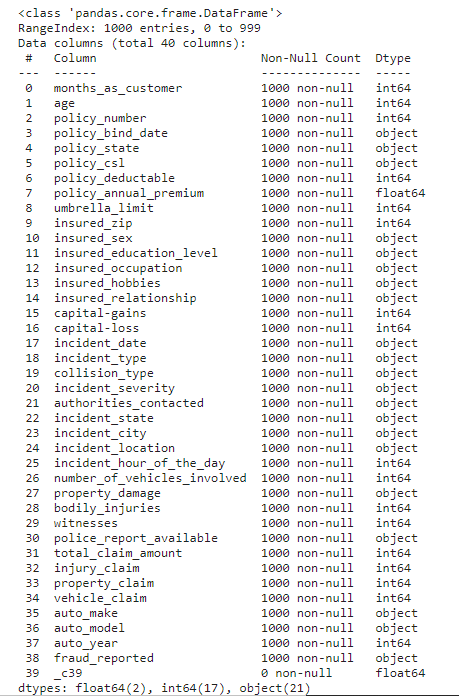 <class 'pandas.core.frame.DataFrame'>
RangeIndex: 1000 entries, 0 to 999
Data columns (total 40 columns):
 #   Column                       Non-Null Count  Dtype
---  ------                       --------------  -----
 0   months_as_customer           1000 non-null   int64
 1   age                          1000 non-null   int64
 2   policy_number                1000 non-null   int64
 3   policy_bind_date             1000 non-null   object
 4   policy_state                 1000 non-null   object
 5   policy_csl                   1000 non-null   object
 6   policy_deductable            1000 non-null   int64
 7   policy_annual_premium        1000 non-null   float64
 8   umbrella_limit               1000 non-null   int64
 9   insured_zip                  1000 non-null   int64
 10  insured_sex                  1000 non-null   object
 11  insured_education_level      1000 non-null   object
 12  insured_occupation           1000 non-null   object
 13  insured_hobbies              1000 non-null   object
 14  insured_relationship         1000 non-null   object
 15  capital-gains                1000 non-null   int64
 16  capital-loss                 1000 non-null   int64
 17  incident_date                1000 non-null   object
 18  incident_type                1000 non-null   object
 19  collision_type               1000 non-null   object
 20  incident_severity            1000 non-null   object
 21  authorities_contacted        1000 non-null   object
 22  incident_state               1000 non-null   object
 23  incident_city                1000 non-null   object
 24  incident_location            1000 non-null   object
 25  incident_hour_of_the_day     1000 non-null   int64
 26  number_of_vehicles_involved  1000 non-null   int64
 27  property_damage              1000 non-null   object
 28  bodily_injuries              1000 non-null   int64
 29  witnesses                    1000 non-null   int64
 30  police_report_available      1000 non-null   object
 31  total_claim_amount           1000 non-null   int64
 32  injury_claim                 1000 non-null   int64
 33  property_claim               1000 non-null   int64
 34  vehicle_claim                1000 non-null   int64
 35  auto_make                    1000 non-null   object
 36  auto_model                   1000 non-null   object
 37  auto_year                    1000 non-null   int64
 38  fraud_reported               1000 non-null   object
 39  _c39                         0 non-null      float64
dtypes: float64(2), int64(17), object(21)